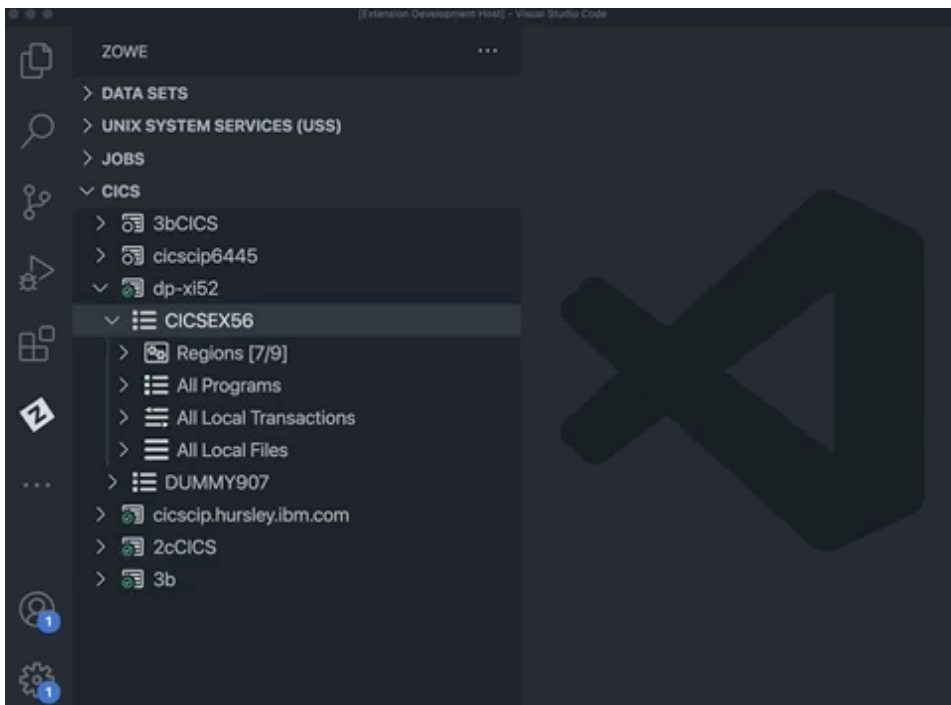 [Extension Development Host] - Visual Studio Code
ZOWE
DATA SETS
UNIX SYSTEM SERVICES (USS)
JOBS
CICS
3bCICS
cicscip6445
dp-xi52
CICSEX56
Regions [7/9]
All Programs
All Local Transactions
All Local Files
DUMMY907
cicscip.hursley.ibm.com
2cCICS
3b
1
1